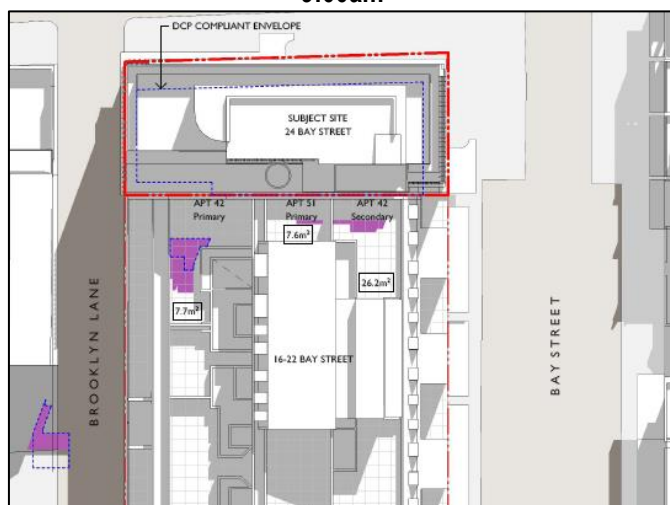 DCP COMPLIANT ENVELOPE
SUBJECT SITE
24 BAY STREET
APT 42
Primary
APT 51
Primary
APT 42
Secondary
7.6m²
26.2m²
7.7m²
16-22 BAY STREET
BROOKLYN LANE
BAY STREET